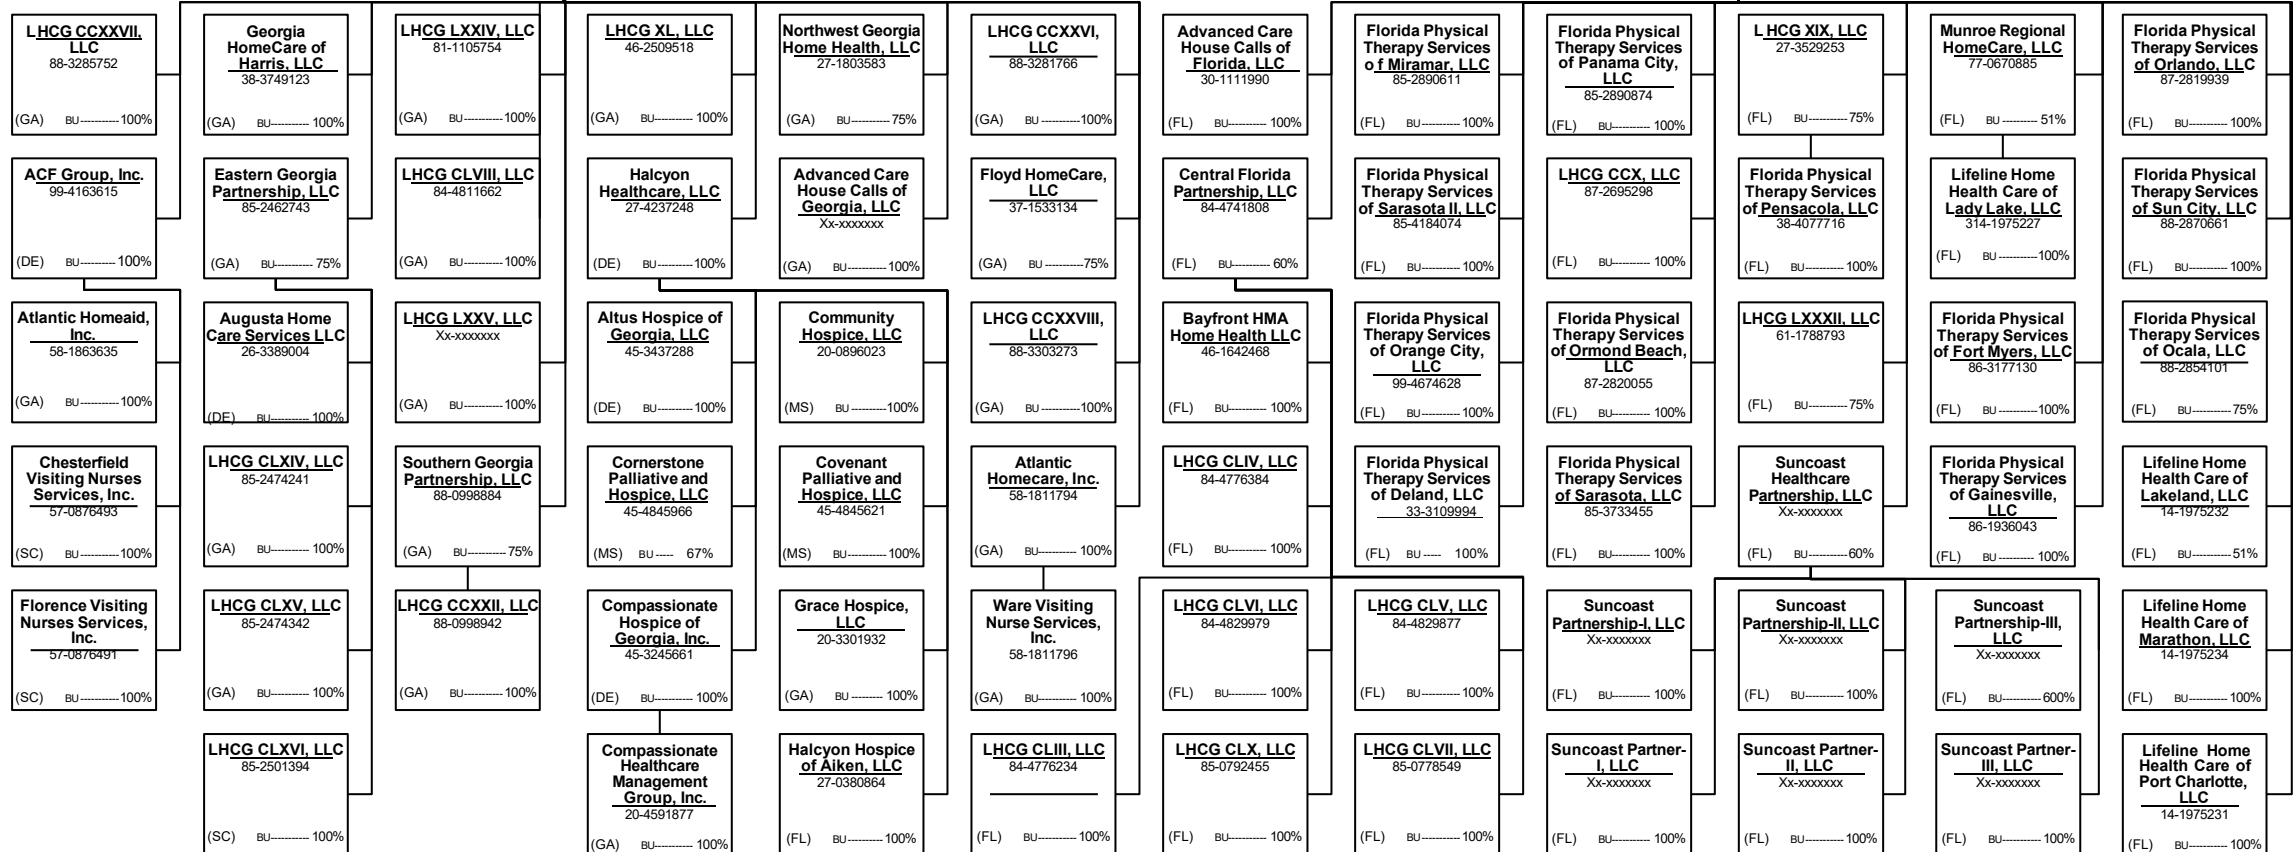 LHCG CCXXVII,
LLC
88-3285752
(GA) BU-----------100%
Georgia
HomeCare of
Harris, LLC
38-3749123
(GA) BU----------- 100%
LHCG LXXIV, LLC
81-1105754
(GA) BU-----------100%
LHCG XL, LLC
46-2509518
(GA) BU----------- 100%
Northwest Georgia
Home Health, LLC
27-1803583
(GA) BU----------- 75%
LHCG CCXXVI,
LLC
88-3281766
(GA) BU -----------100%
Advanced Care
House Calls of
Florida, LLC
30-1111990
(FL) BU----------- 100%
Florida Physical
Therapy Services
of Miramar, LLC
85-2890611
(FL) BU-----------100%
Florida Physical
Therapy Services
of Panama City,
LLC
85-2890874
(FL) BU----------- 100%
LHCG XIX, LLC
27-3529253
(FL) BU-----------75%
Munroe Regional
HomeCare, LLC
77-0670885
(FL) BU ---------- 51%
Florida Physical
Therapy Services
of Orlando, LLC
87-2819939
(FL) BU----------- 100%
ACF Group, Inc.
99-4163615
(DE) BU-----------100%
Eastern Georgia
Partnership, LLC
85-2462743
(GA) BU----------- 75%
LHCG CLVIII, LLC
84-4811662
(GA) BU-----------100%
Halcyon
Healthcare, LLC
27-4237248
(DE) BU-----------100%
Advanced Care
House Calls of
Georgia, LLC
Xx-xxxxxxx
(GA) BU-----------100%
Floyd HomeCare,
LLC
37-1533134
(GA) BU -----------75%
Central Florida
Partnership, LLC
84-4741808
(FL) BU----------- 60%
Florida Physical
Therapy Services
of Sarasota II, LLC
85-4184074
(FL) BU-----------100%
LHCG CCX, LLC
87-2695298
(FL) BU----------- 100%
Florida Physical
Therapy Services
of Pensacola, LLC
38-4077716
(FL) BU-----------100%
Lifeline Home
Health Care of
Lady Lake, LLC
314-1975227
(FL) BU -----------100%
Florida Physical
Therapy Services
of Sun City, LLC
88-2870661
(FL) BU-----------100%
Atlantic Homeaid,
Inc.
58-1863635
(GA) BU-----------100%
Augusta Home
Care Services LLC
26-3389004
(DE) BU----------- 100%
LHCG LXXV, LLC
Xx-xxxxxxx
(GA) BU-----------100%
Altus Hospice of
Georgia, LLC
45-3437288
(DE) BU-----------100%
Community
Hospice, LLC
20-0896023
(MS) BU -----------100%
LHCG CCXXVIII,
LLC
88-3303273
(GA) BU-----------100%
Bayfront HMA
Home Health LLC
46-1642468
(FL) BU----------- 100%
Florida Physical
Therapy Services
of Orange City,
LLC
99-4674628
(FL) BU-----------100%
Florida Physical
Therapy Services
of Ormond Beach,
LLC
87-2820055
(FL) BU----------- 100%
LHCG LXXXII, LLC
61-1788793
(FL) BU-----------75%
Florida Physical
Therapy Services
of Fort Myers, LLC
86-3177130
(FL) BU -----------100%
Florida Physical
Therapy Services
of Ocala, LLC
88-2854101
(FL) BU-----------75%
Chesterfield
Visiting Nurses
Services, Inc.
57-0876493
(SC) BU-----------100%
LHCG CLXIV, LLC
85-2474241
(GA) BU----------- 100%
Southern Georgia
Partnership, LLC
88-0998884
(GA) BU----------- 75%
Cornerstone
Palliative and
Hospice, LLC
45-4845966
(MS) BU ----- 67%
Covenant
Palliative and
Hospice, LLC
45-4845621
(MS) BU-----------100%
Atlantic
Homecare, Inc.
58-1811794
(GA) BU----------- 100%
LHCG CLIV, LLC
84-4776384
(FL) BU----------- 100%
Florida Physical
Therapy Services
of Deland, LLC
33-3109994
(FL) BU ----- 100%
Florida Physical
Therapy Services
of Sarasota, LLC
85-3733455
(FL) BU----------- 100%
Suncoast
Healthcare
Partnership, LLC
Xx-xxxxxxx
(FL) BU-----------60%
Florida Physical
Therapy Services
of Gainesville,
LLC
86-1936043
(FL) BU----------- 100%
Lifeline Home
Health Care of
Lakeland, LLC
14-1975232
(FL) BU-----------51%
Florence Visiting
Nurses Services,
Inc.
57-0876491
(SC) BU-----------100%
LHCG CLXV, LLC
85-2474342
(GA) BU----------- 100%
LHCG CCXXII, LLC
88-0998942
(GA) BU----------- 100%
Compassionate
Hospice of
Georgia, Inc.
45-3245661
(DE) BU----------- 100%
Grace Hospice,
LLC
20-3301932
(GA) BU --------- 100%
Ware Visiting
Nurse Services,
Inc.
58-1811796
(GA) BU----------- 100%
LHCG CLVI, LLC
84-4829979
(FL) BU----------- 100%
LHCG CLV, LLC
84-4829877
(FL) BU----------- 100%
Suncoast
Partnership-I, LLC
Xx-xxxxxxx
(FL) BU----------- 100%
Suncoast
Partnership-II, LLC
Xx-xxxxxxx
(FL) BU----------- 100%
Suncoast
Partnership-III,
LLC
Xx-xxxxxxx
(FL) BU-----------600%
Lifeline Home
Health Care of
Marathon, LLC
14-1975234
(FL) BU----------- 100%
LHCG CLXVI, LLC
85-2501394
(SC) BU----------- 100%
Compassionate
Healthcare
Management
Group, Inc.
20-4591877
(GA) BU----------- 100%
Halcyon Hospice
of Aiken, LLC
27-0380864
(FL) BU----------- 100%
LHCG CLIII, LLC
84-4776234
(FL) BU----------- 100%
LHCG CLX, LLC
85-0792455
(FL) BU----------- 100%
LHCG CLVII, LLC
85-0778549
(FL) BU----------- 100%
Suncoast Partner-
I, LLC
Xx-xxxxxxx
(FL) BU----------- 100%
Suncoast Partner-
II, LLC
Xx-xxxxxxx
(FL) BU----------- 100%
Suncoast Partner-
III, LLC
Xx-xxxxxxx
(FL) BU----------- 100%
Lifeline Home
Health Care of
Port Charlotte,
LLC
14-1975231
(FL) BU----------- 100%